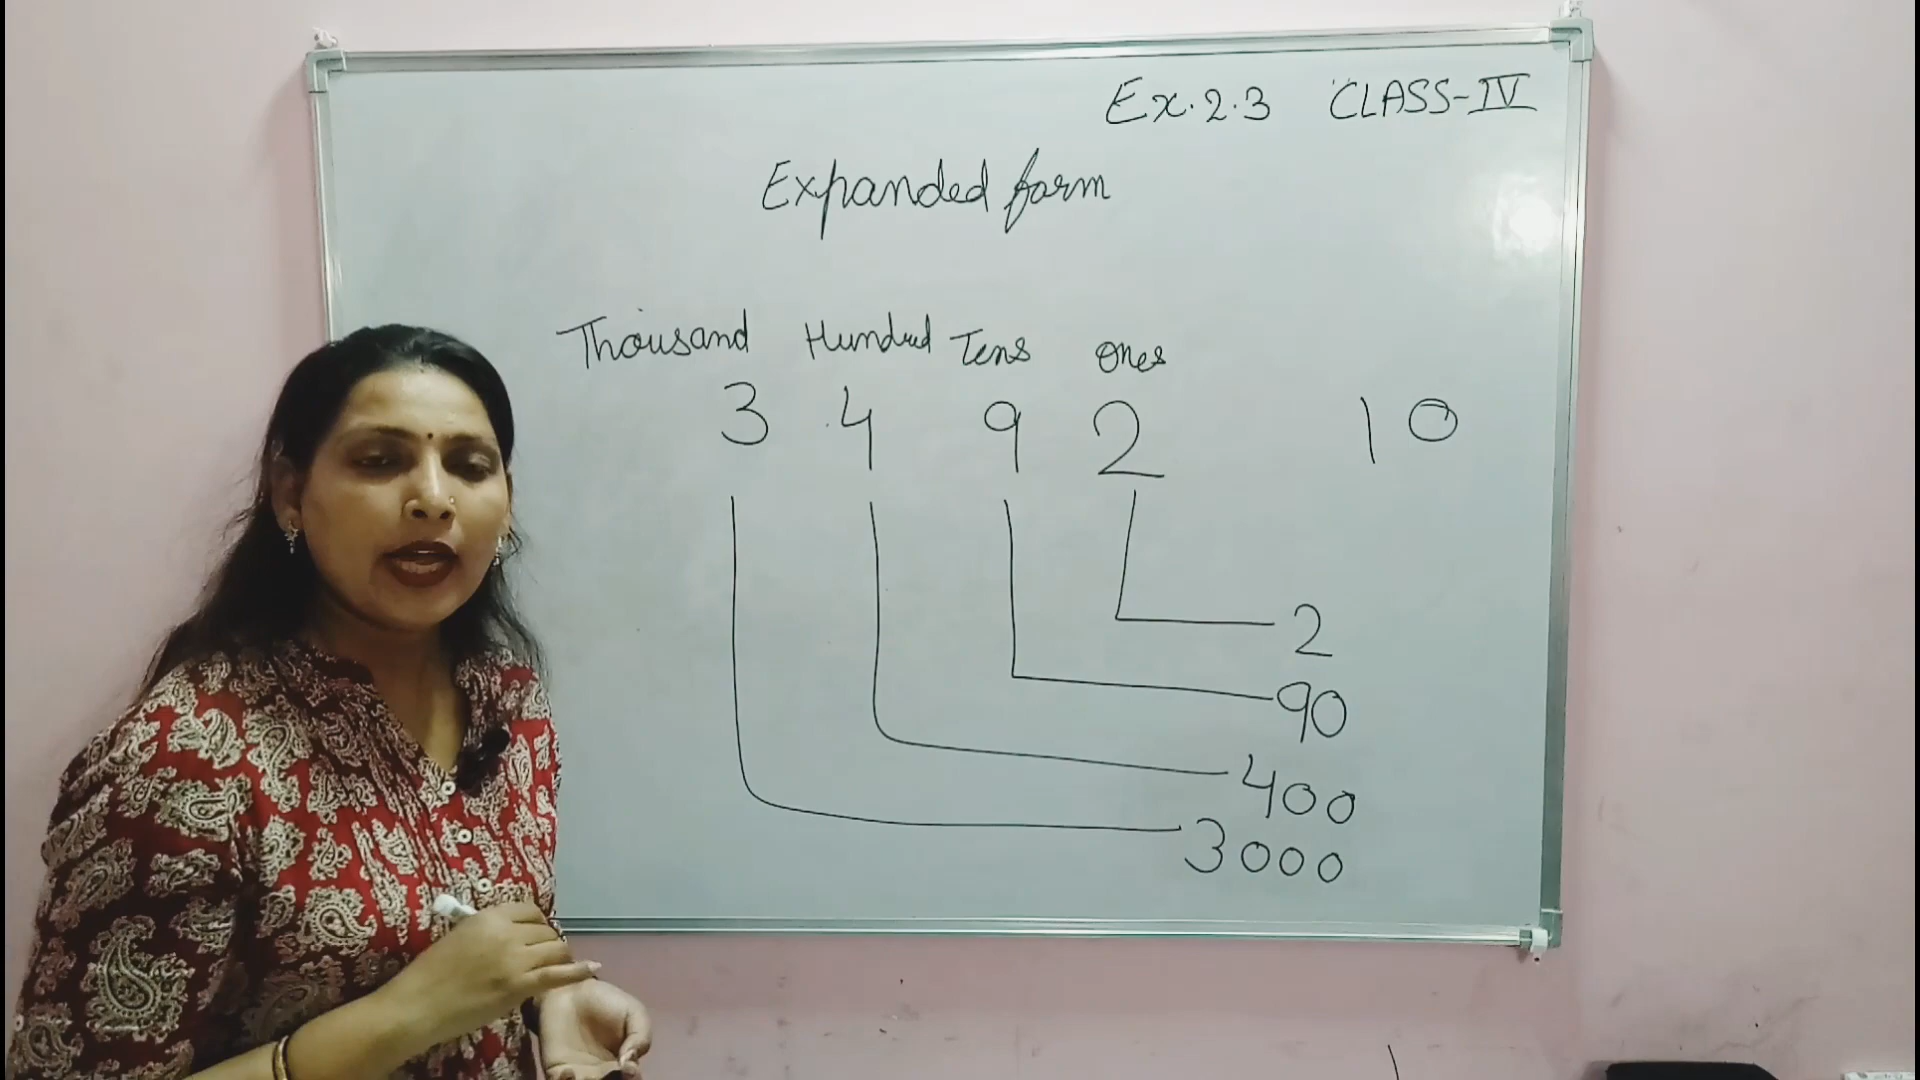 Ex. 2.3 CLASS-IV
Expanded form
Thousand Hundred Tens Ones
3 4 9 2 10
2
90
400
3000